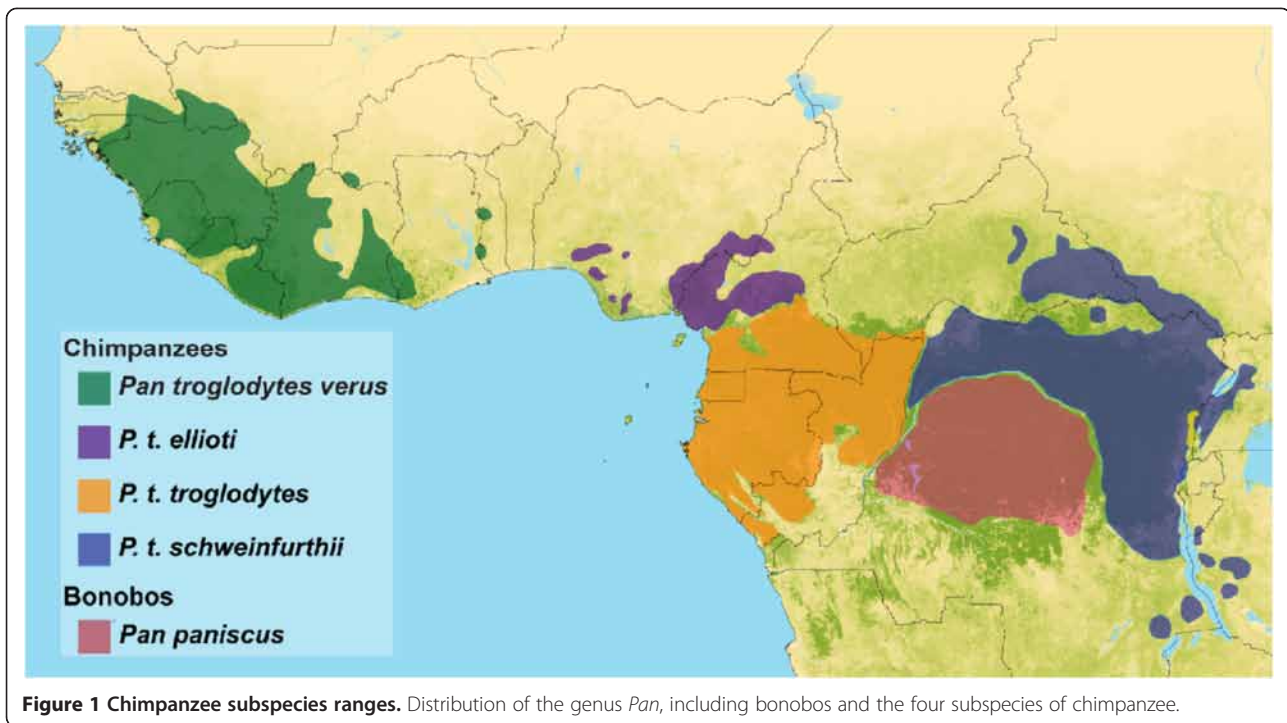 Chimpanzees
Pan troglodytes verus
P. t. ellioti
P. t. troglodytes
P. t. schweinfurthii
Bonobos
Pan paniscus
Figure 1 Chimpanzee subspecies ranges. Distribution of the genus Pan, including bonobos and the four subspecies of chimpanzee.